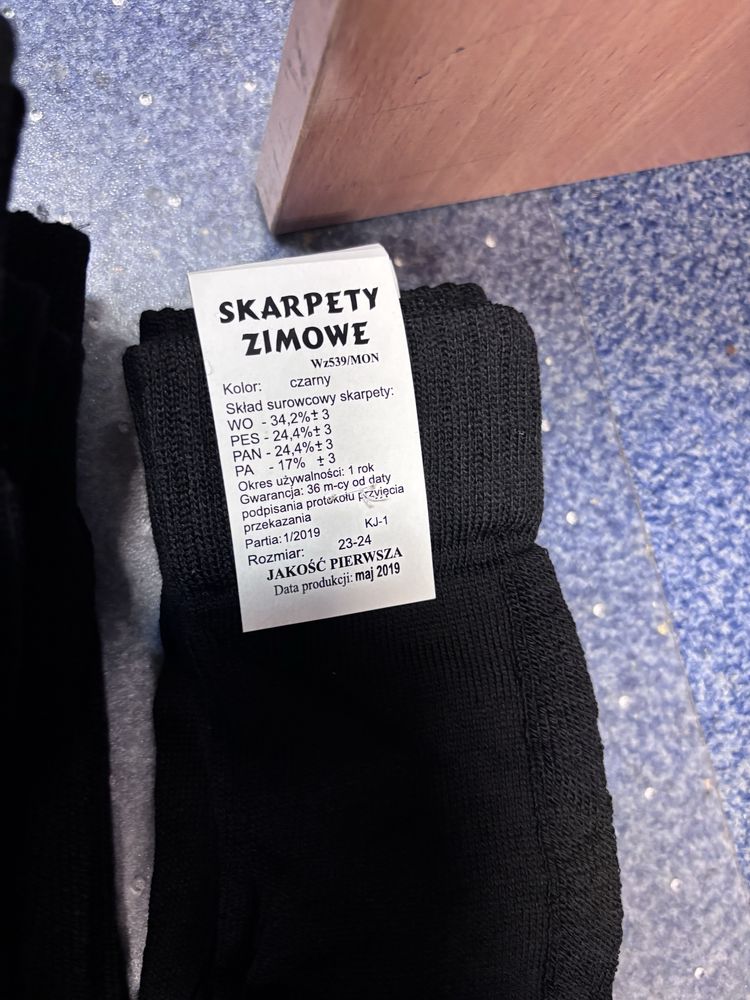 SKARPETY
ZIMOWE
Wz539/MON
Kolor: czarny
Skład surowcowy skarpety:
WO - 34,2%± 3
PES - 24,4%± 3
PAN - 24,4%± 3
PA - 17% ± 3
Okres używalności: 1 rok
Gwarancja: 36 m-cy od daty
podpisania protokołu przyjęcia
przekazania
Partia: 1/2019 KJ-1
Rozmiar: 23-24
JAKOŚĆ PIERWSZA
Data produkcji: maj 2019